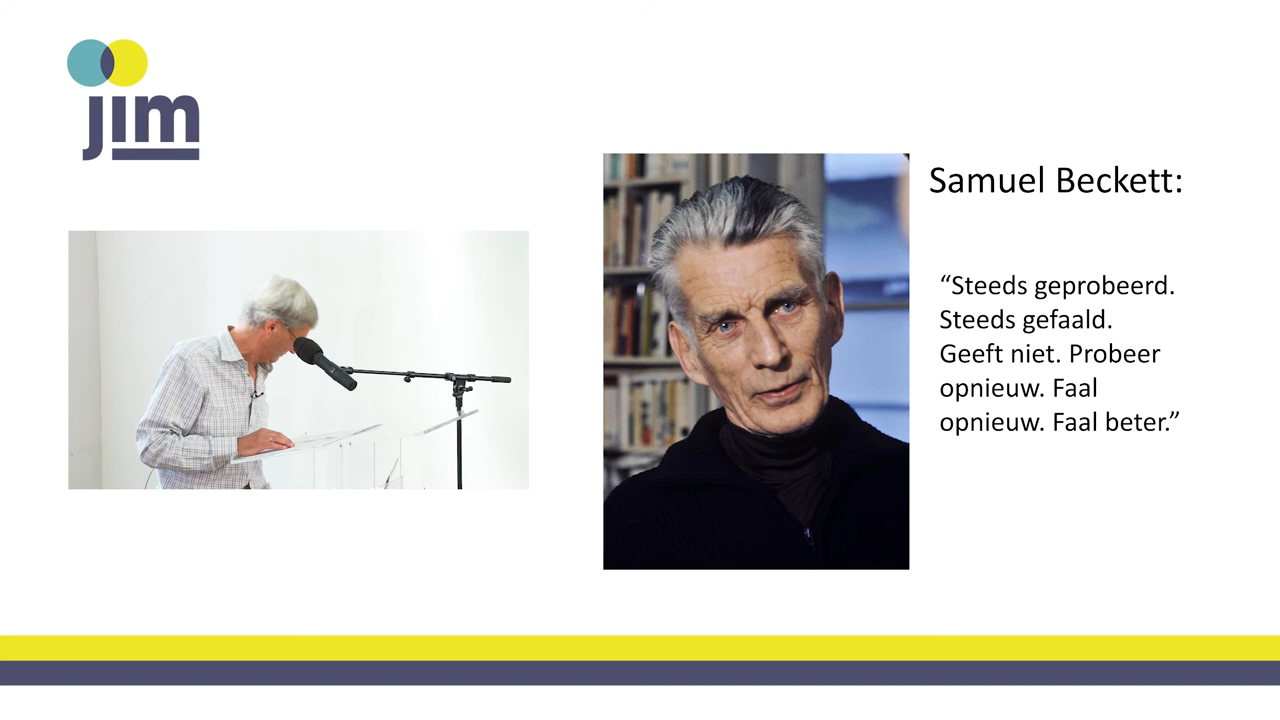 jim
Samuel Beckett:
“Steeds geprobeerd.
Steeds gefaald.
Geeft niet. Probeer
opnieuw. Faal
opnieuw. Faal beter.”